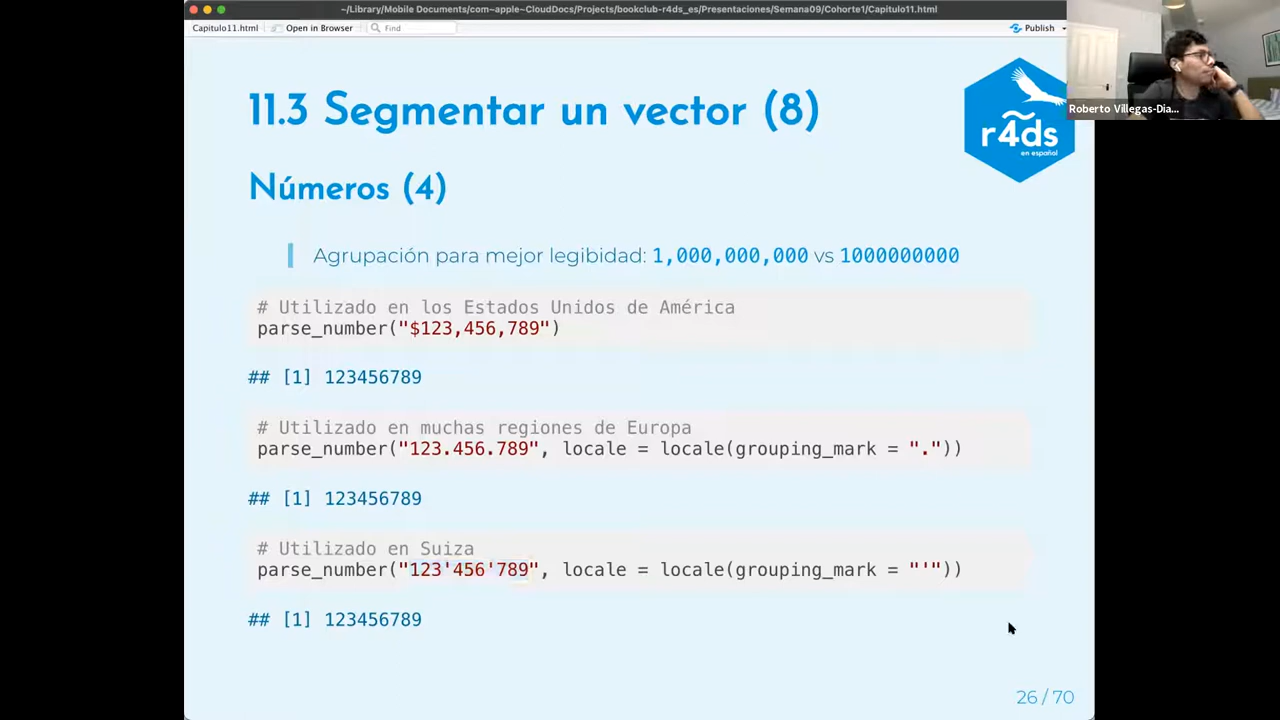 ~/Library/Mobile Documents/com~apple~CloudDocs/Projects/bookclub-r4ds_es/Presentaciones/Semana09/Cohorte1/Capitulo11.html
Capitulo11.html
Open in Browser
Find
Publish
Roberto Villegas-Dia...
11.3 Segmentar un vector (8)
r4ds
en español
Números (4)
Agrupación para mejor legibidad: 1,000,000,000 vs 1000000000
# Utilizado en los Estados Unidos de América
parse_number("$123,456,789")
## [1] 123456789
# Utilizado en muchas regiones de Europa
parse_number("123.456.789", locale = locale(grouping_mark = "."))
## [1] 123456789
# Utilizado en Suiza
parse_number("123'456'789", locale = locale(grouping_mark = "'"))
## [1] 123456789
26 / 70